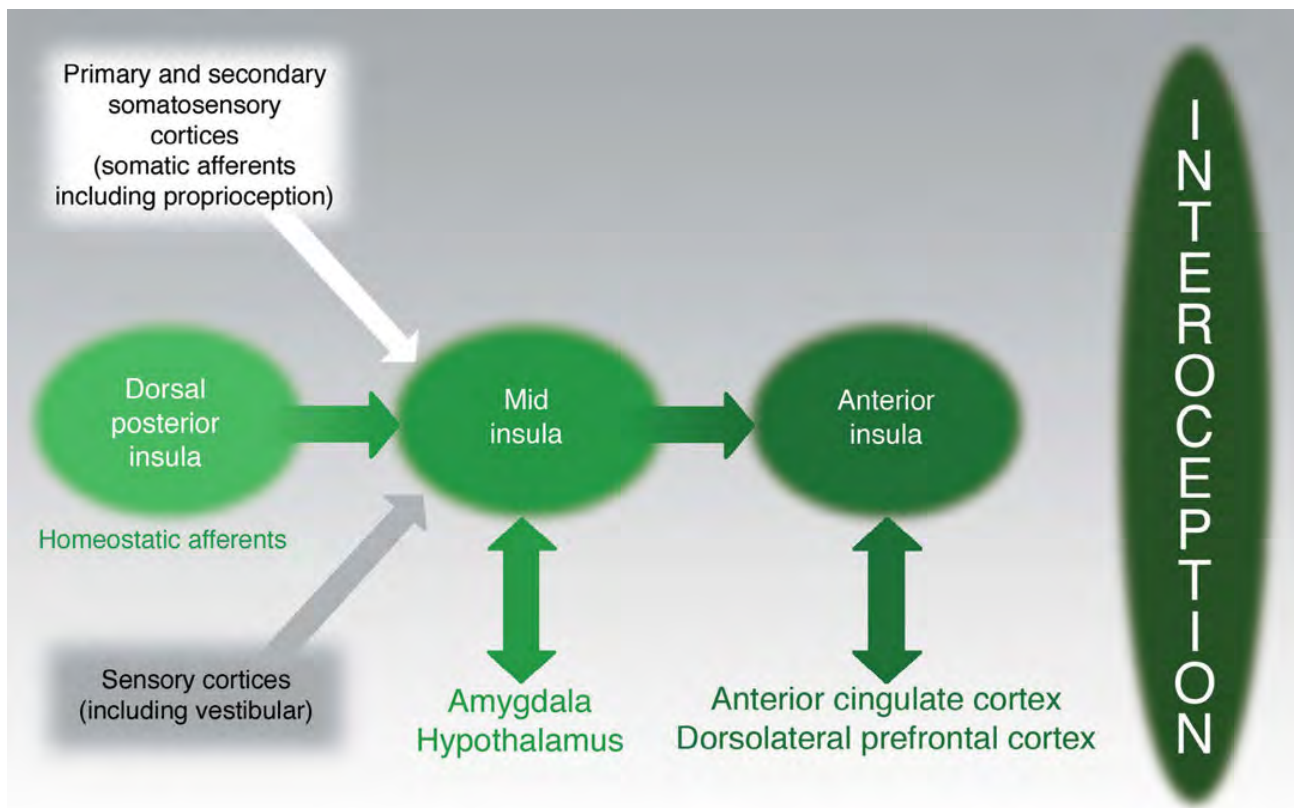 Primary and secondary
somatosensory
cortices
(somatic afferents
including proprioception)
Dorsal
posterior
insula
Mid
insula
Anterior
insula
Homeostatic afferents
Sensory cortices
(including vestibular)
Amygdala
Hypothalamus
Anterior cingulate cortex
Dorsolateral prefrontal cortex
INTEROCEPTION